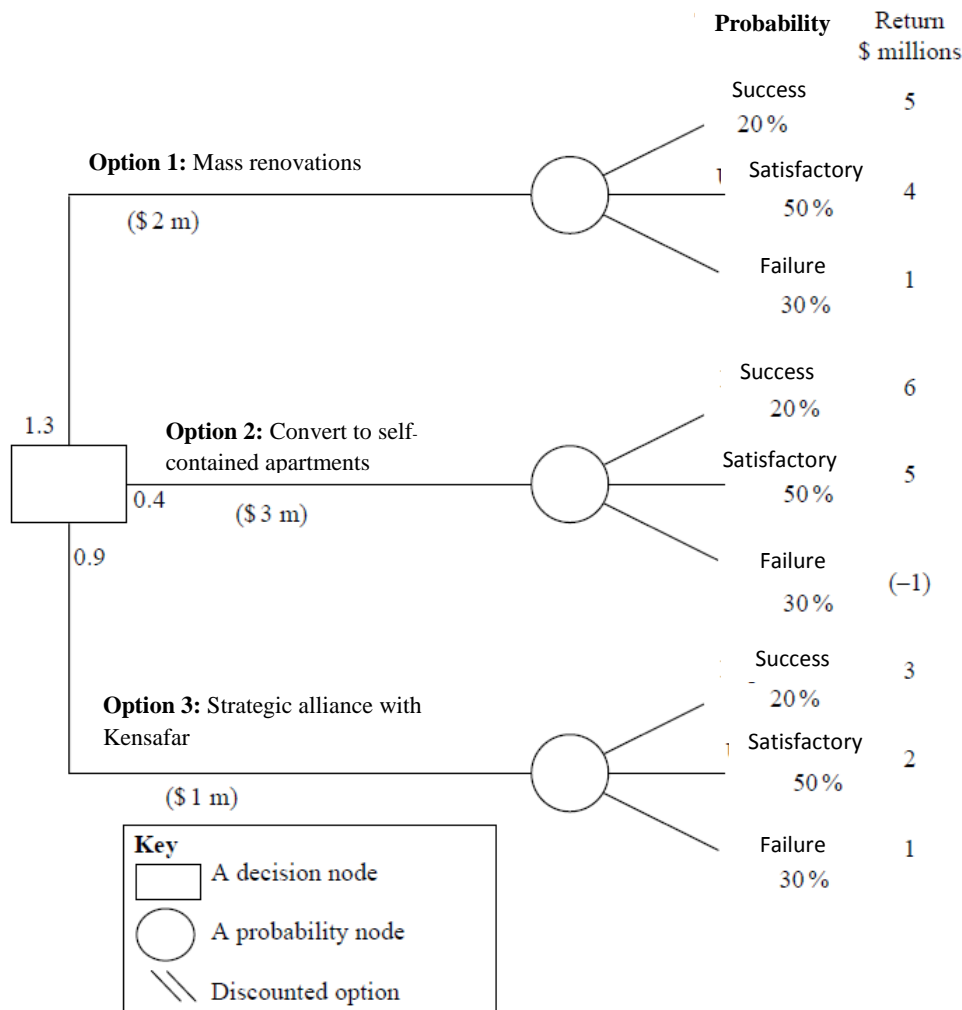 Probability
Return
$ millions
Success
5
20%
Option 1: Mass renovations
Satisfactory
4
50%
($ 2 m)
Failure
1
30%
Success
6
20%
1.3
Option 2: Convert to self-
contained apartments
Satisfactory
5
50%
0.4
($ 3 m)
0.9
Failure
(–1)
30%
Success
3
20%
Option 3: Strategic alliance with
Kensafar
Satisfactory
2
50%
($ 1 m)
Failure
1
30%
Key
A decision node
A probability node
Discounted option